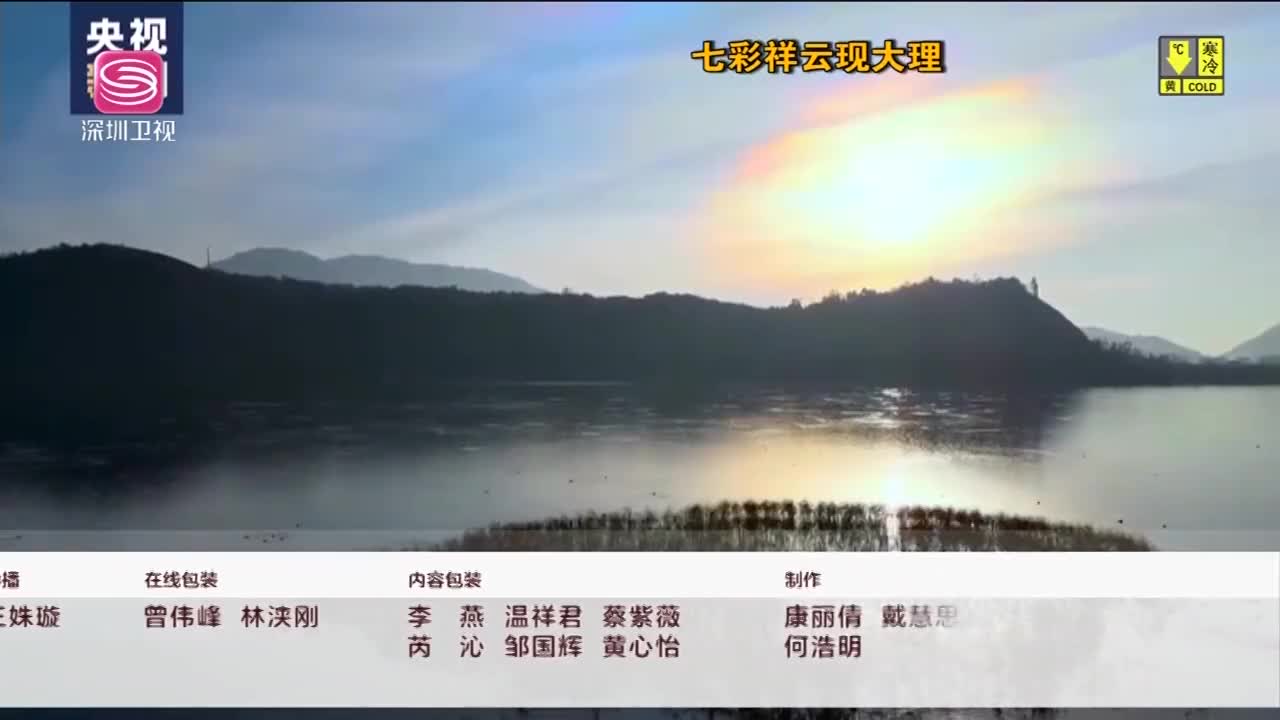 央视
深圳卫视
七彩祥云现大理
℃ 寒冷
黄 COLD
播
在线包装
内容包装
制作
王姝璇
曾伟峰 林浃刚
李 燕 温祥君 蔡紫薇
康丽倩 戴慧思
芮 沁 邹国辉 黄心怡
何浩明